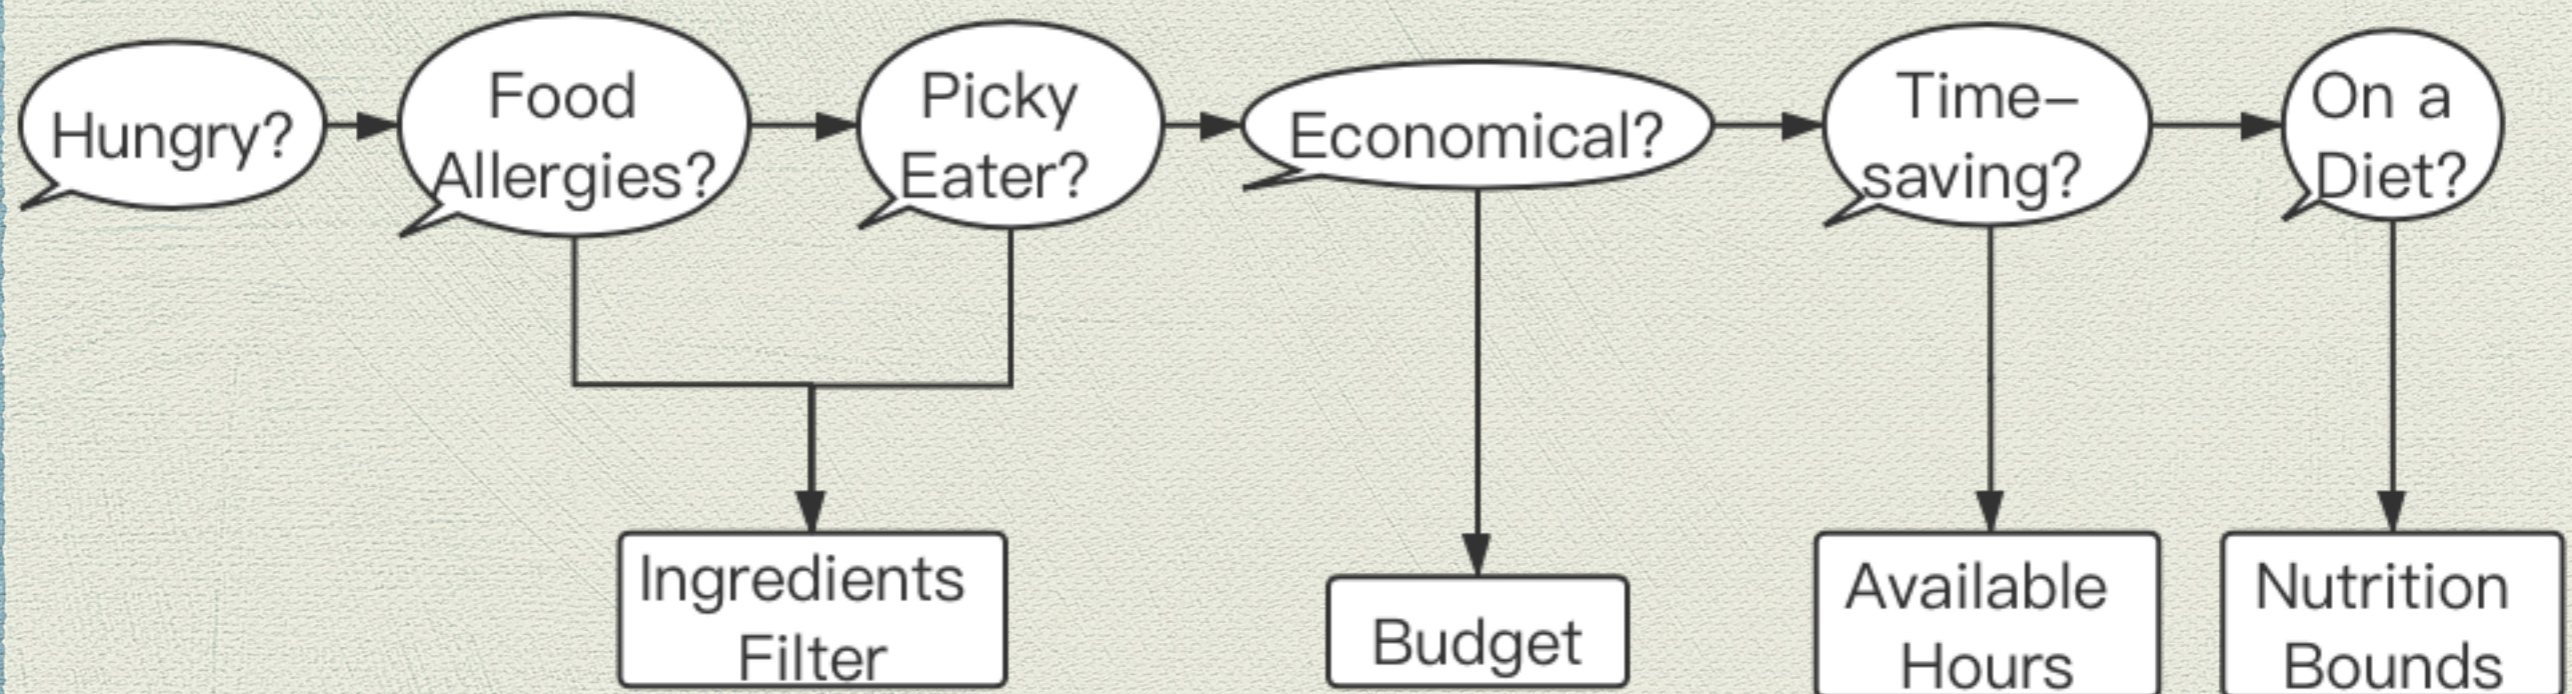 Hungry?
Food
Allergies?
Picky
Eater?
Economical?
Time-
saving?
On a
Diet?
Ingredients
Filter
Budget
Available
Hours
Nutrition
Bounds